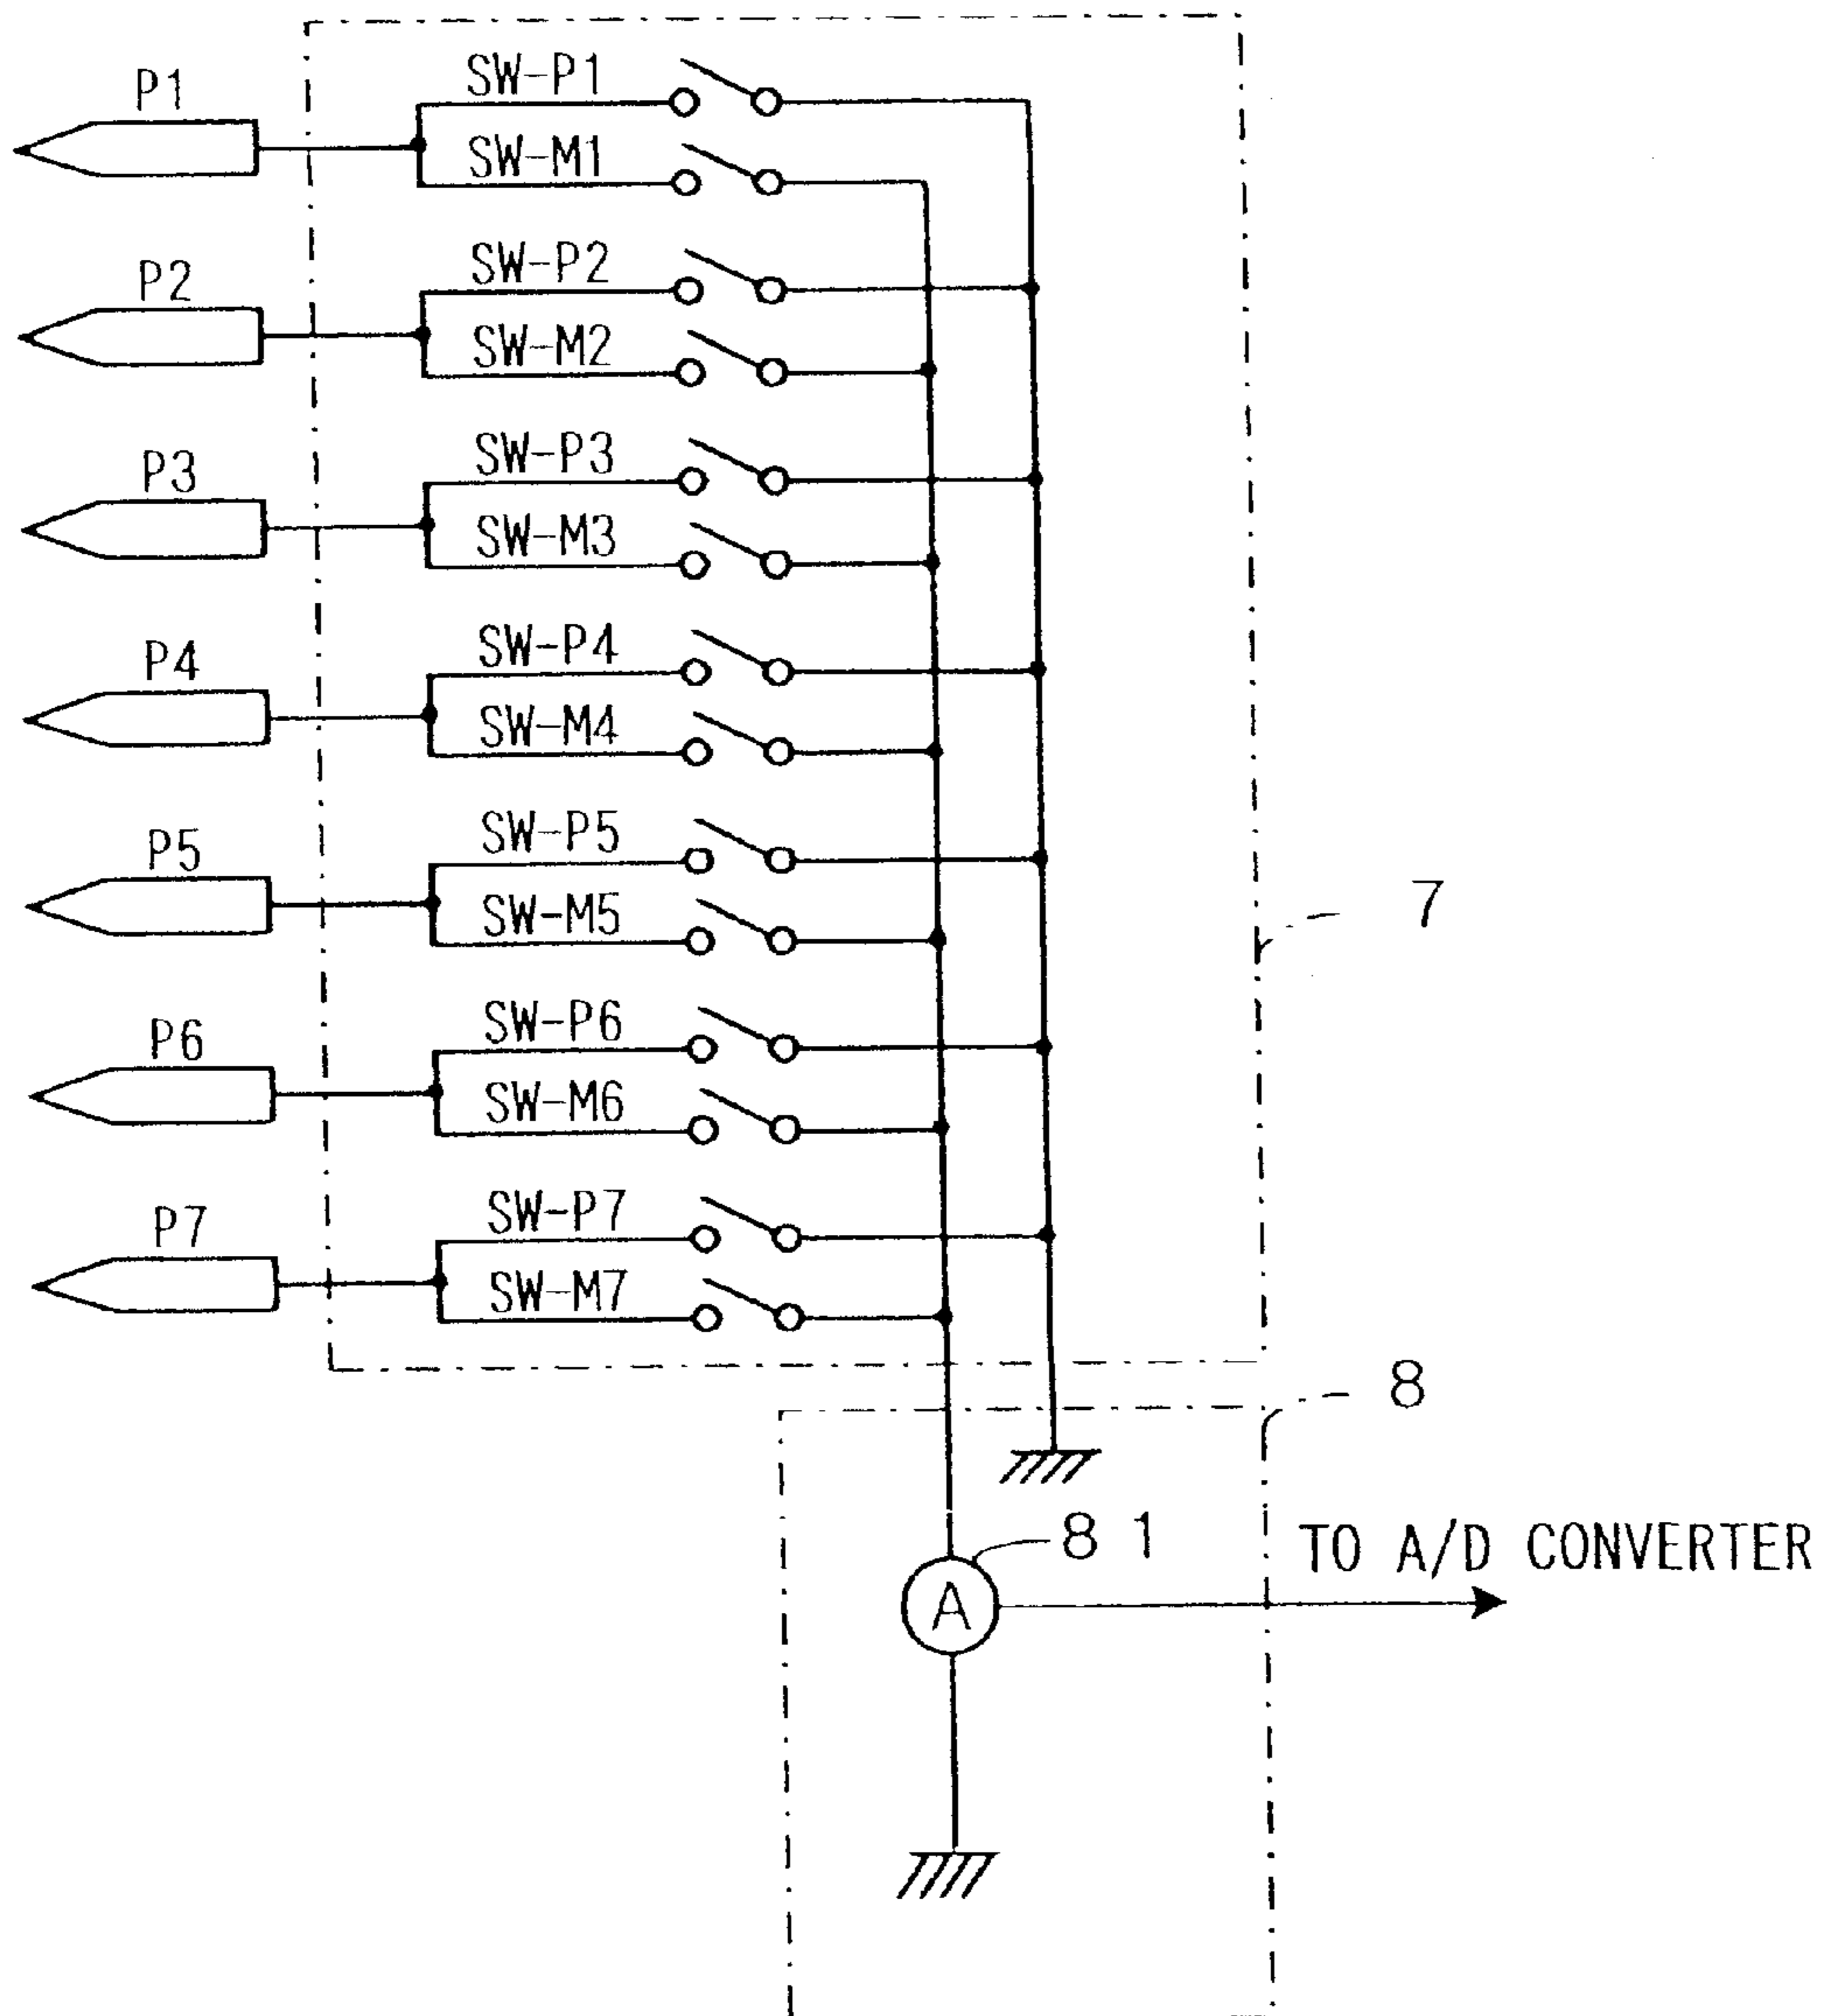 P1
SW-P1
SW-M1
P2
SW-P2
SW-M2
P3
SW-P3
SW-M3
P4
SW-P4
SW-M4
P5
SW-P5
SW-M5
7
P6
SW-P6
SW-M6
P7
SW-P7
SW-M7
8
81
TO A/D CONVERTER
A